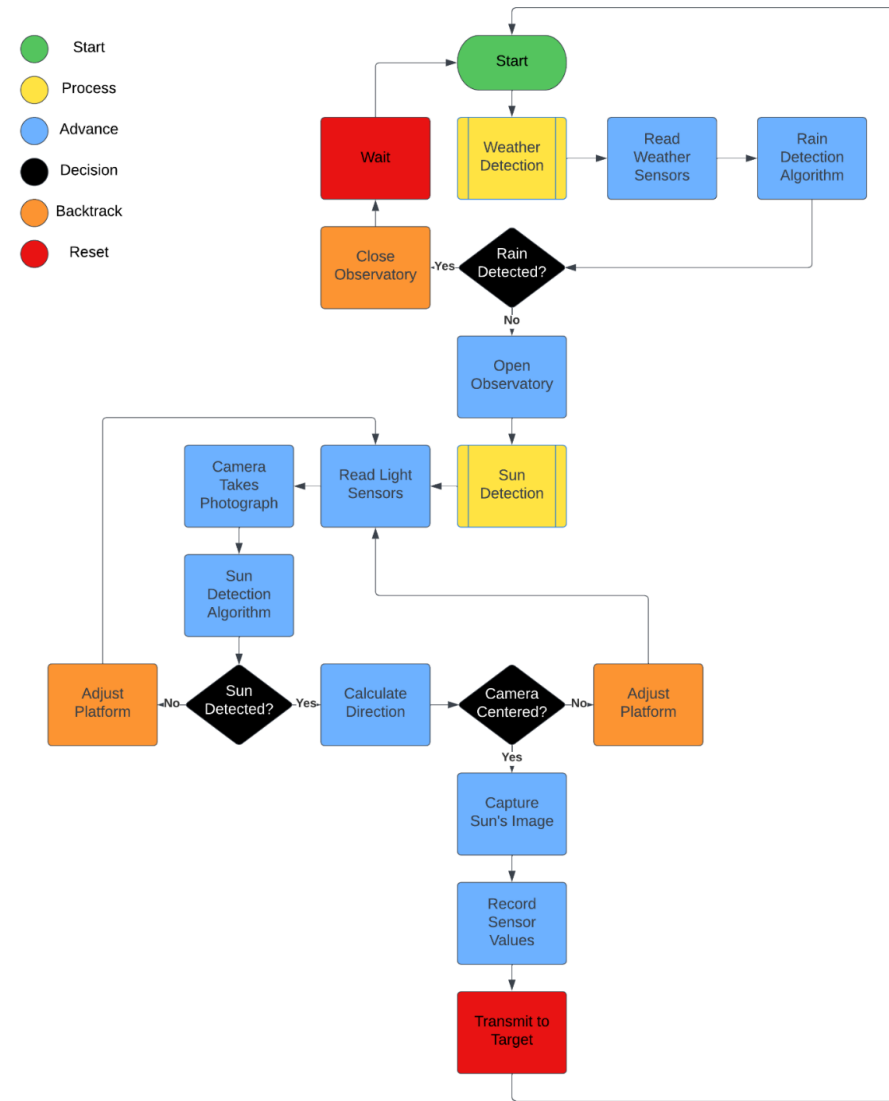 Start
Process
Advance
Decision
Backtrack
Reset
Start
Wait
Weather
Detection
Read
Weather
Sensors
Rain
Detection
Algorithm
Close
Observatory
Yes
Rain
Detected?
No
Open
Observatory
Camera
Takes
Photograph
Read Light
Sensors
Sun
Detection
Sun
Detection
Algorithm
Adjust
Platform
No
Sun
Detected?
Yes
Calculate
Direction
Camera
Centered?
No
Adjust
Platform
Yes
Capture
Sun's Image
Record
Sensor
Values
Transmit to
Target